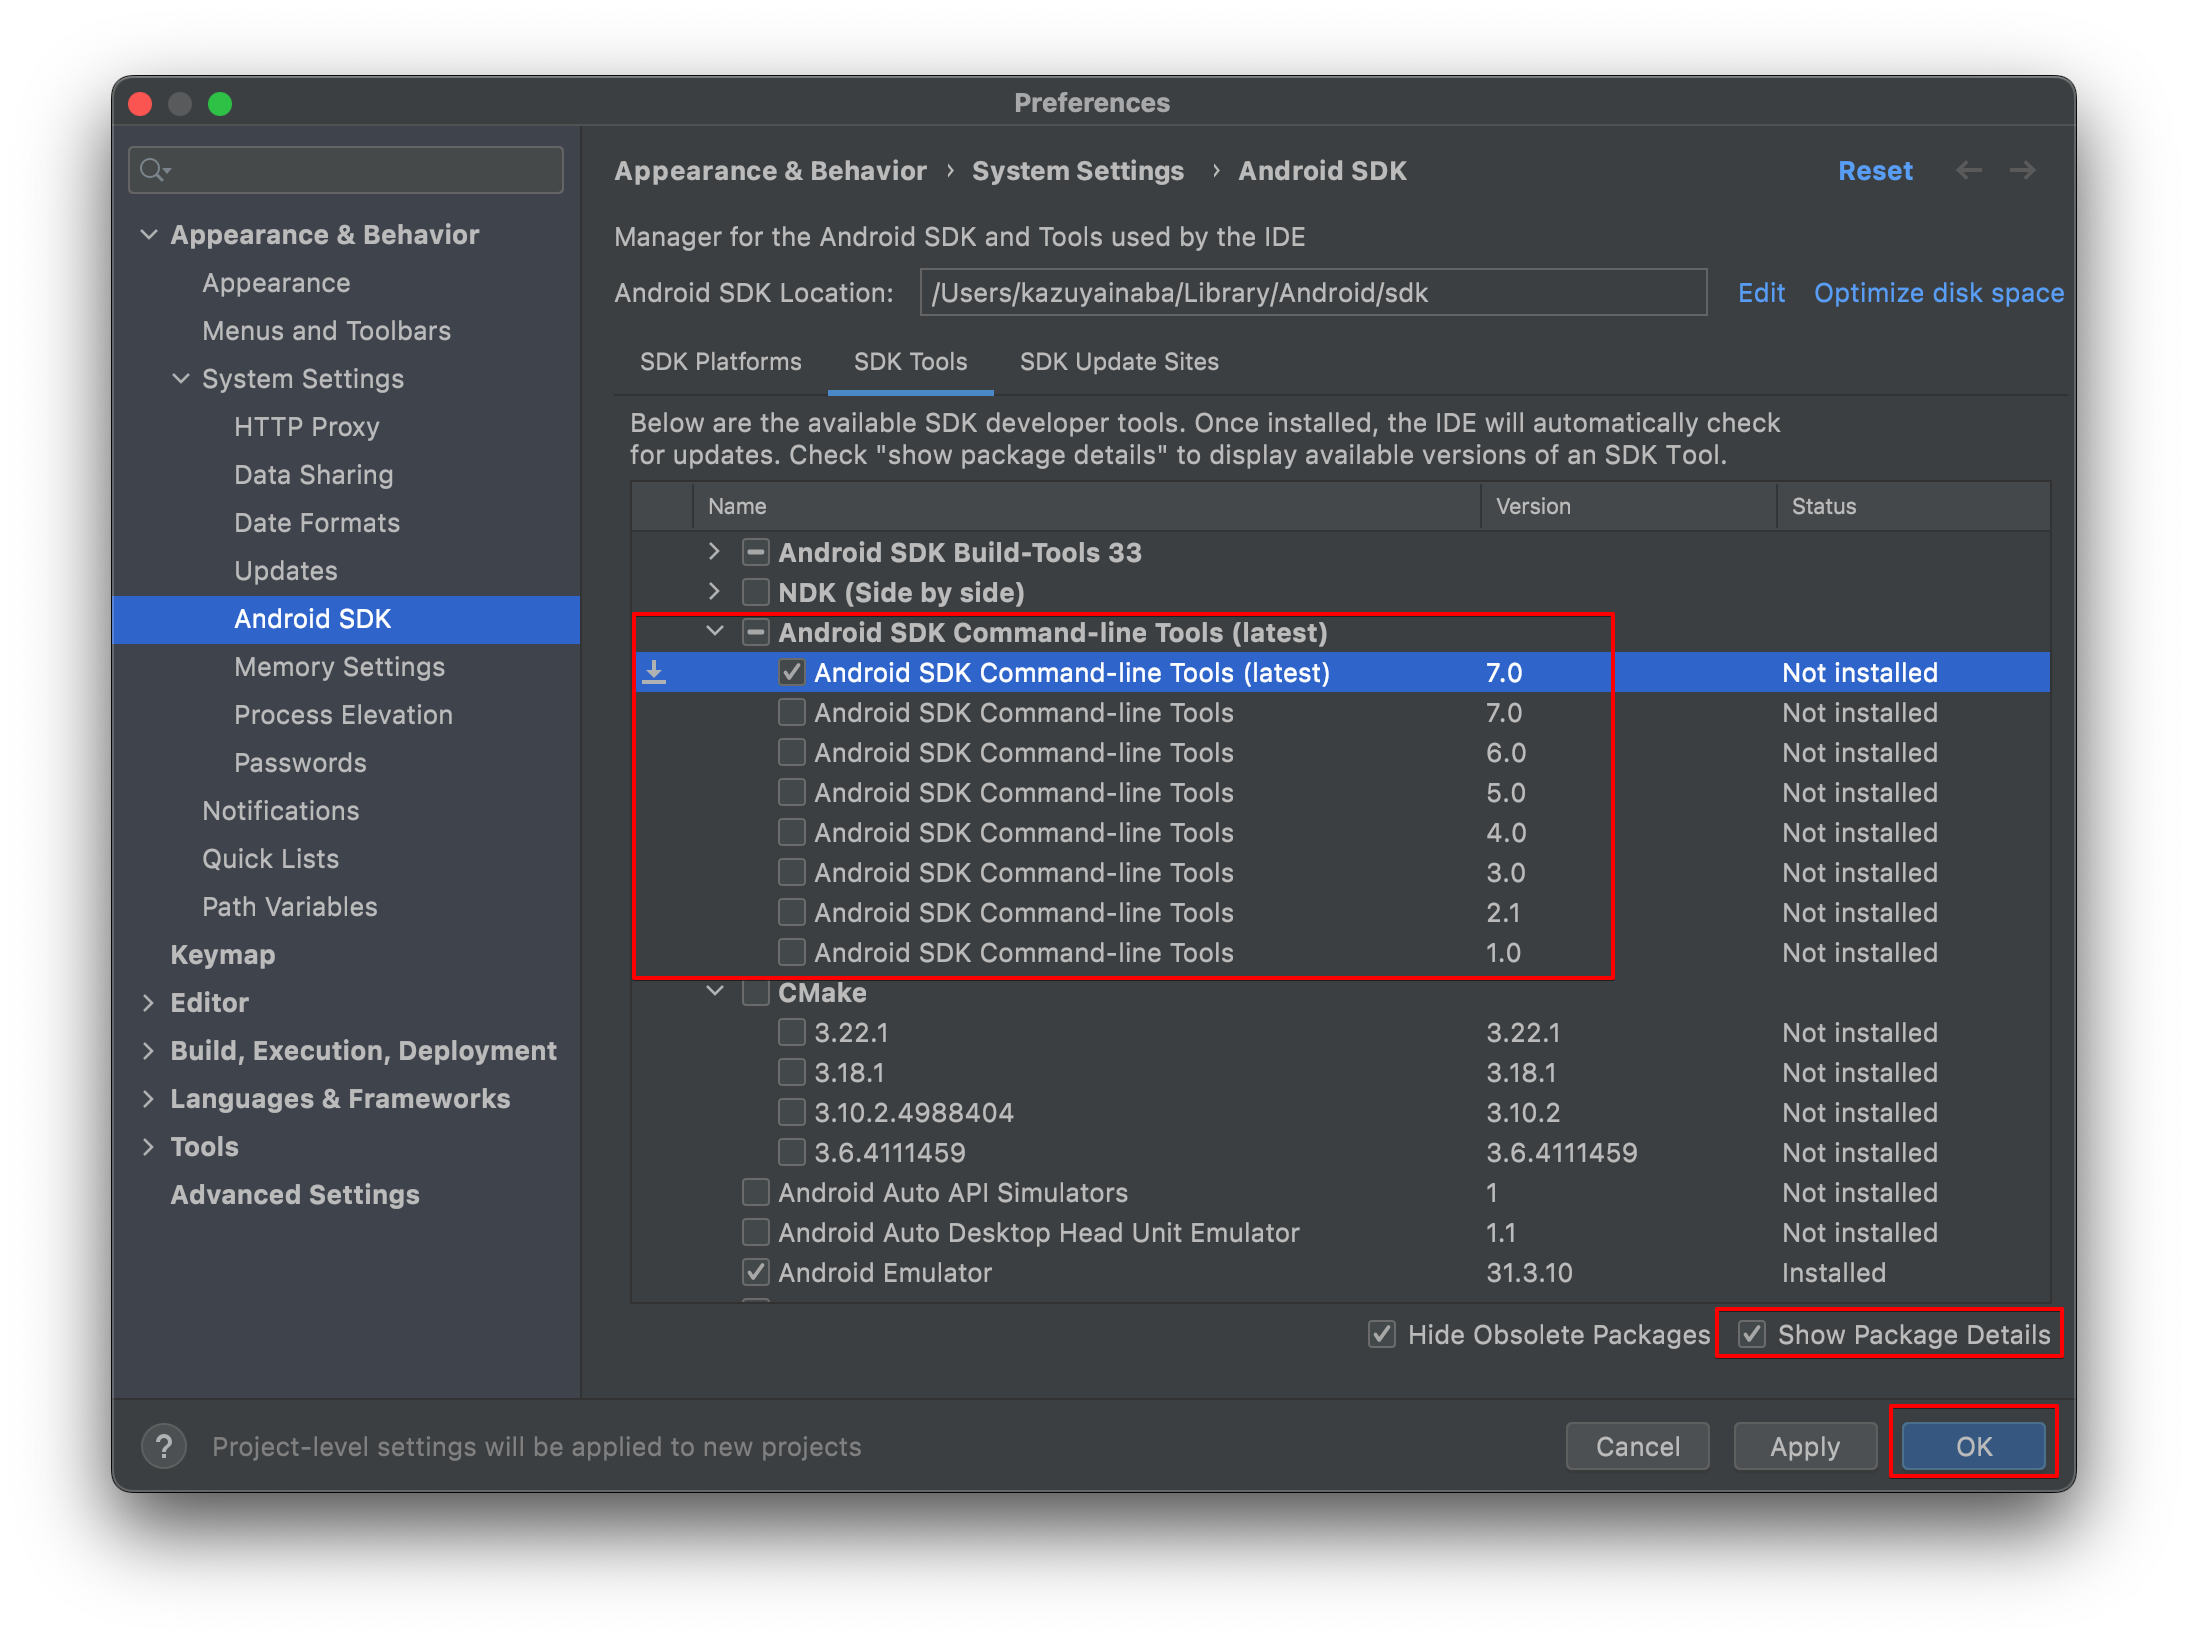 Preferences
Appearance & Behavior
Appearance
Menus and Toolbars
System Settings
HTTP Proxy
Data Sharing
Date Formats
Updates
Android SDK
Memory Settings
Process Elevation
Passwords
Notifications
Quick Lists
Path Variables
Keymap
Editor
Build, Execution, Deployment
Languages & Frameworks
Tools
Advanced Settings
Appearance & Behavior › System Settings › Android SDK
Reset
Manager for the Android SDK and Tools used by the IDE
Android SDK Location: /Users/kazuyainaba/Library/Android/sdk Edit Optimize disk space
SDK Platforms SDK Tools SDK Update Sites
Below are the available SDK developer tools. Once installed, the IDE will automatically check
for updates. Check "show package details" to display available versions of an SDK Tool.
Name Version Status
Android SDK Build-Tools 33
NDK (Side by side)
Android SDK Command-line Tools (latest)
Android SDK Command-line Tools (latest) 7.0 Not installed
Android SDK Command-line Tools 7.0 Not installed
Android SDK Command-line Tools 6.0 Not installed
Android SDK Command-line Tools 5.0 Not installed
Android SDK Command-line Tools 4.0 Not installed
Android SDK Command-line Tools 3.0 Not installed
Android SDK Command-line Tools 2.1 Not installed
Android SDK Command-line Tools 1.0 Not installed
CMake
3.22.1 3.22.1 Not installed
3.18.1 3.18.1 Not installed
3.10.2.4988404 3.10.2 Not installed
3.6.4111459 3.6.4111459 Not installed
Android Auto API Simulators 1 Not installed
Android Auto Desktop Head Unit Emulator 1.1 Not installed
Android Emulator 31.3.10 Installed
Hide Obsolete Packages Show Package Details
? Project-level settings will be applied to new projects
Cancel Apply OK